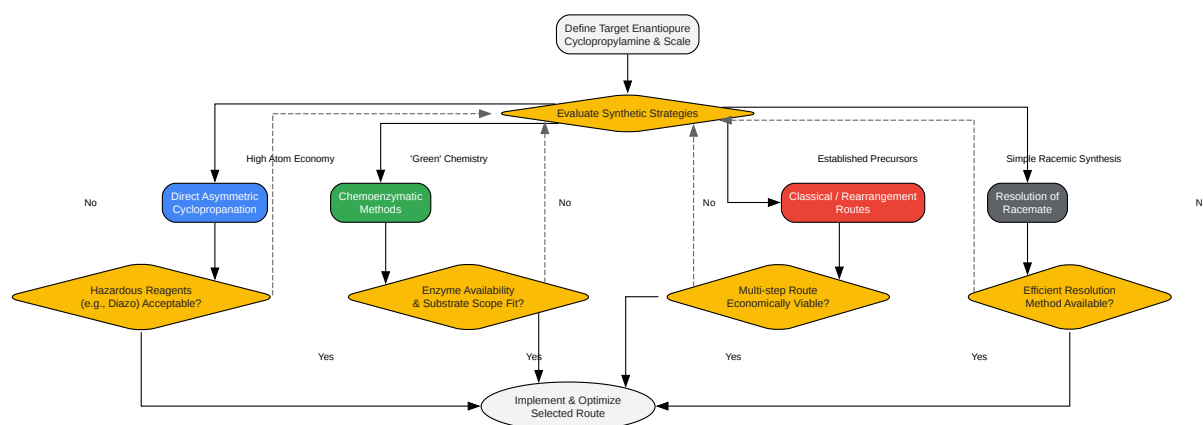 Define Target Enantiopure
Cyclopropylamine & Scale
Evaluate Synthetic Strategies
High Atom Economy
'Green' Chemistry
Established Precursors
Simple Racemic Synthesis
No
Direct Asymmetric
Cyclopropanation
Chemoenzymatic
Methods
No
No
Classical / Rearrangement
Routes
Resolution of
Racemate
Hazardous Reagents
(e.g., Diazo) Acceptable?
Enzyme Availability
& Substrate Scope Fit?
Multi-step Route
Economically Viable?
Efficient Resolution
Method Available?
Yes
Yes
Yes
Yes
Implement & Optimize
Selected Route